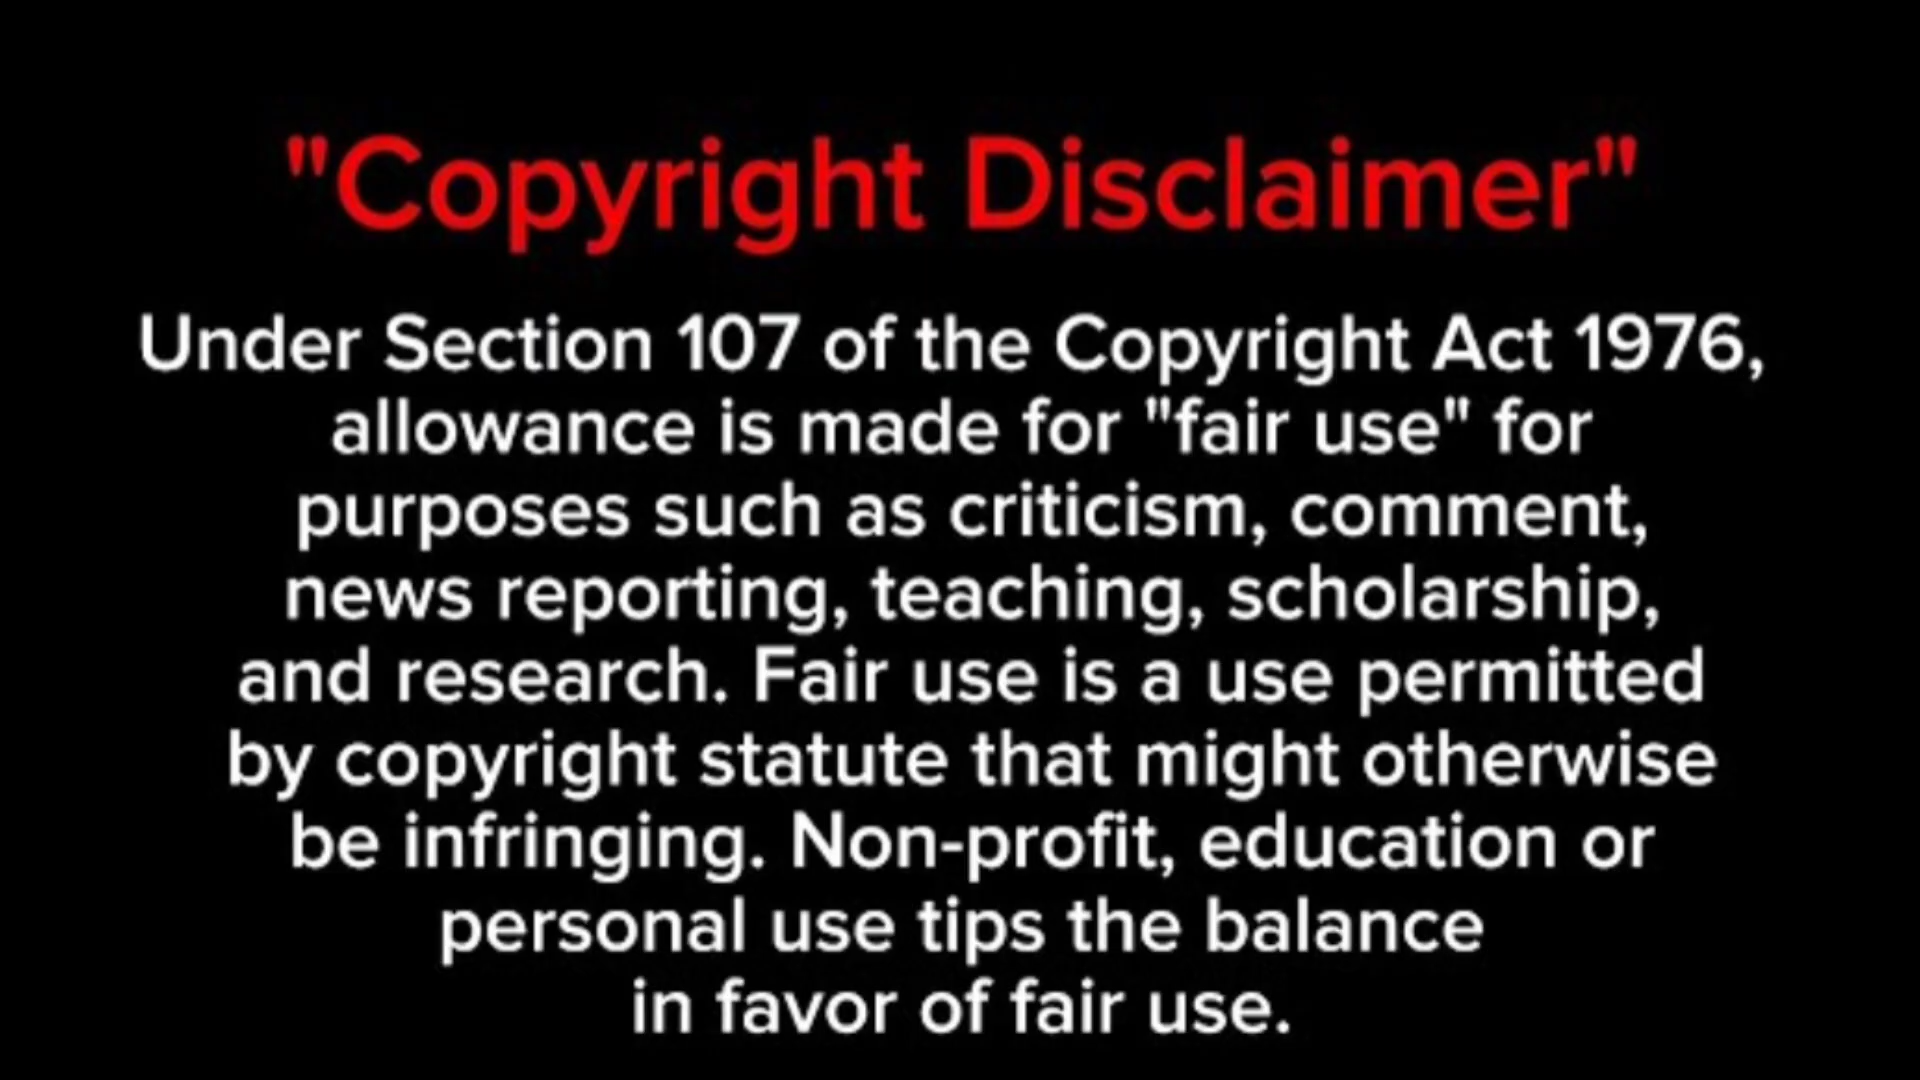 "Copyright Disclaimer"
Under Section 107 of the Copyright Act 1976,
allowance is made for "fair use" for
purposes such as criticism, comment,
news reporting, teaching, scholarship,
and research. Fair use is a use permitted
by copyright statute that might otherwise
be infringing. Non-profit, education or
personal use tips the balance
in favor of fair use.